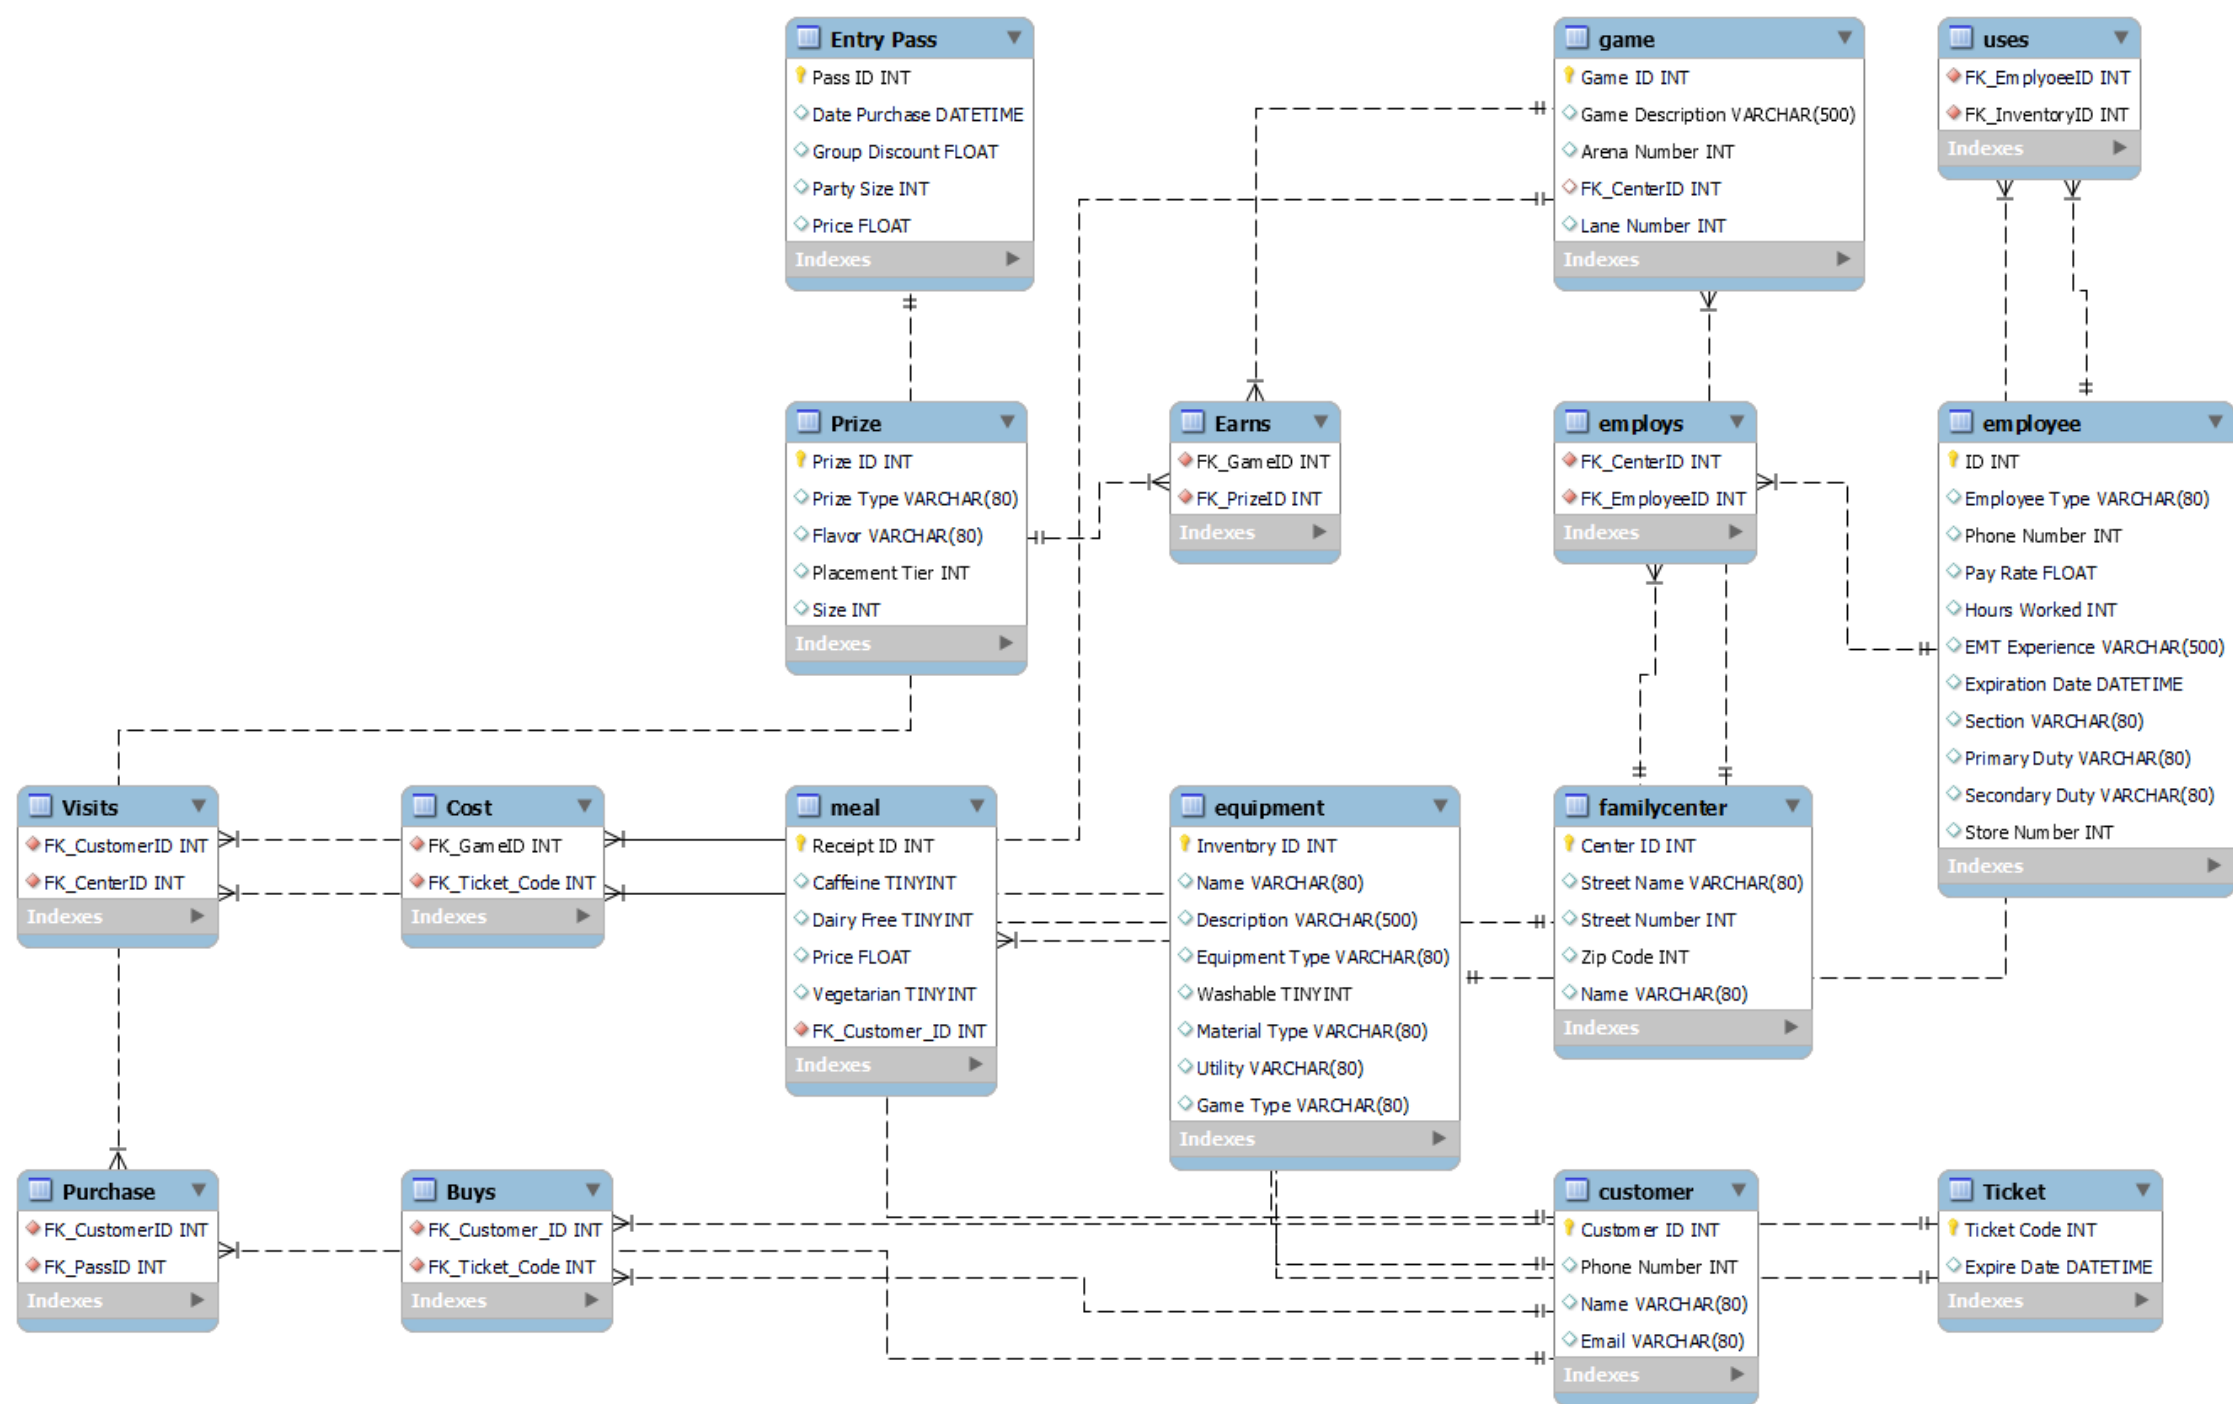 Entry Pass
Pass ID INT
Date Purchase DATETIME
Group Discount FLOAT
Party Size INT
Price FLOAT
Indexes
game
Game ID INT
Game Description VARCHAR(500)
Arena Number INT
FK_CenterID INT
Lane Number INT
Indexes
uses
FK_EmplyoeeID INT
FK_InventoryID INT
Indexes
Prize
Prize ID INT
Prize Type VARCHAR(80)
Flavor VARCHAR(80)
Placement Tier INT
Size INT
Indexes
Earns
FK_GameID INT
FK_PrizeID INT
Indexes
employs
FK_CenterID INT
FK_EmployeeID INT
Indexes
employee
ID INT
Employee Type VARCHAR(80)
Phone Number INT
Pay Rate FLOAT
Hours Worked INT
EMT Experience VARCHAR(500)
Expiration Date DATETIME
Section VARCHAR(80)
Primary Duty VARCHAR(80)
Secondary Duty VARCHAR(80)
Store Number INT
Indexes
Visits
FK_CustomerID INT
FK_CenterID INT
Indexes
Cost
FK_GameID INT
FK_Ticket_Code INT
Indexes
meal
Receipt ID INT
Caffeine TINYINT
Dairy Free TINYINT
Price FLOAT
Vegetarian TINYINT
FK_Customer_ID INT
Indexes
equipment
Inventory ID INT
Name VARCHAR(80)
Description VARCHAR(500)
Equipment Type VARCHAR(80)
Washable TINYINT
Material Type VARCHAR(80)
Utility VARCHAR(80)
Game Type VARCHAR(80)
Indexes
familycenter
Center ID INT
Street Name VARCHAR(80)
Street Number INT
Zip Code INT
Name VARCHAR(80)
Indexes
Purchase
FK_CustomerID INT
FK_PassID INT
Indexes
Buys
FK_Customer_ID INT
FK_Ticket_Code INT
Indexes
customer
Customer ID INT
Phone Number INT
Name VARCHAR(80)
Email VARCHAR(80)
Indexes
Ticket
Ticket Code INT
Expire Date DATETIME
Indexes